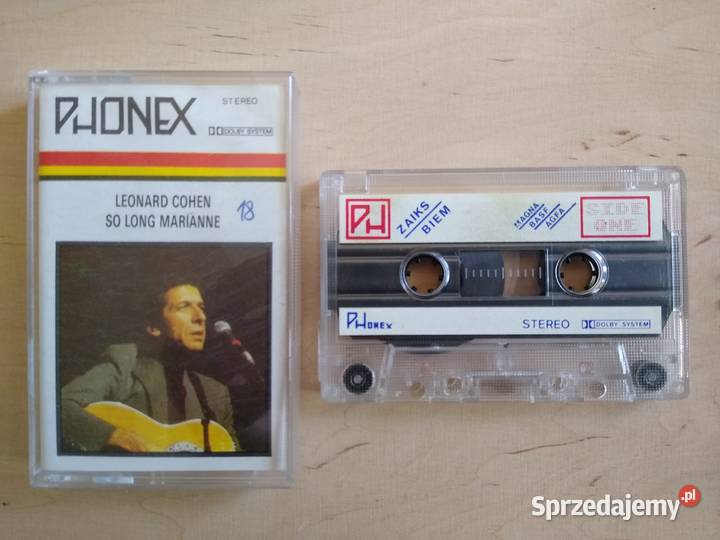 PHONEX
STEREO
DOLBY SYSTEM
LEONARD COHEN
SO LONG MARIANNE
18
PH
ZAIKS
BIEM
MAGNA
BASF
AGFA
SIDE
ONE
PHONEX
STEREO
DOLBY SYSTEM
Sprzedajemy.pl